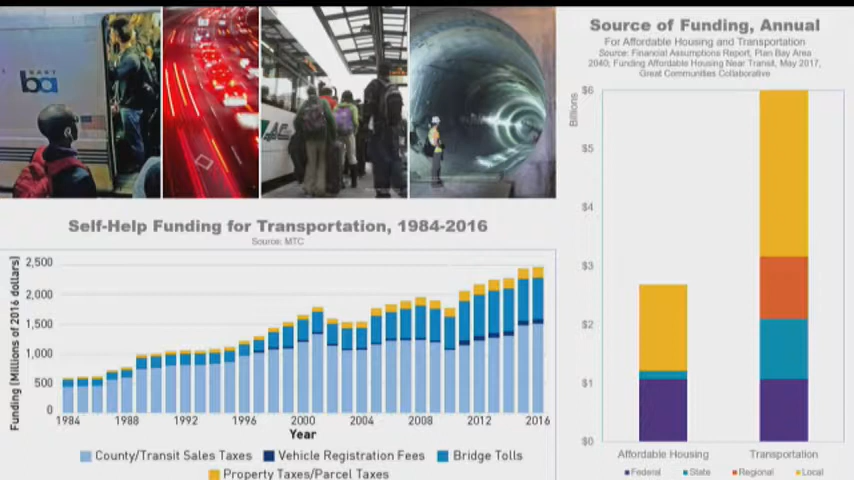 ba
AC
Source of Funding, Annual
For Affordable Housing and Transportation
Source: Financial Assumptions Report, Plan Bay Area
2040; Funding Affordable Housing Near Transit, May 2017,
Great Communities Collaborative
Billions
$6
$5
$4
$3
$2
$1
$0
Affordable Housing
Transportation
Federal
State
Regional
Local
Self-Help Funding for Transportation, 1984-2016
Source: MTC
Funding (Millions of 2016 dollars)
2,500
2,000
1,500
1,000
500
0
1984
1988
1992
1996
2000
2004
2008
2012
2016
Year
County/Transit Sales Taxes
Vehicle Registration Fees
Bridge Tolls
Property Taxes/Parcel Taxes